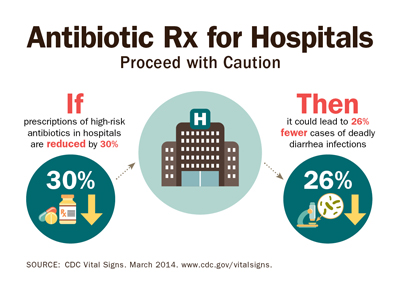 Antibiotic Rx for Hospitals
Proceed with Caution
If
prescriptions of high-risk
antibiotics in hospitals
are reduced by 30%
30%
Rx
H
Then
it could lead to 26%
fewer cases of deadly
diarrhea infections
26%
SOURCE: CDC Vital Signs. March 2014. www.cdc.gov/vitalsigns.